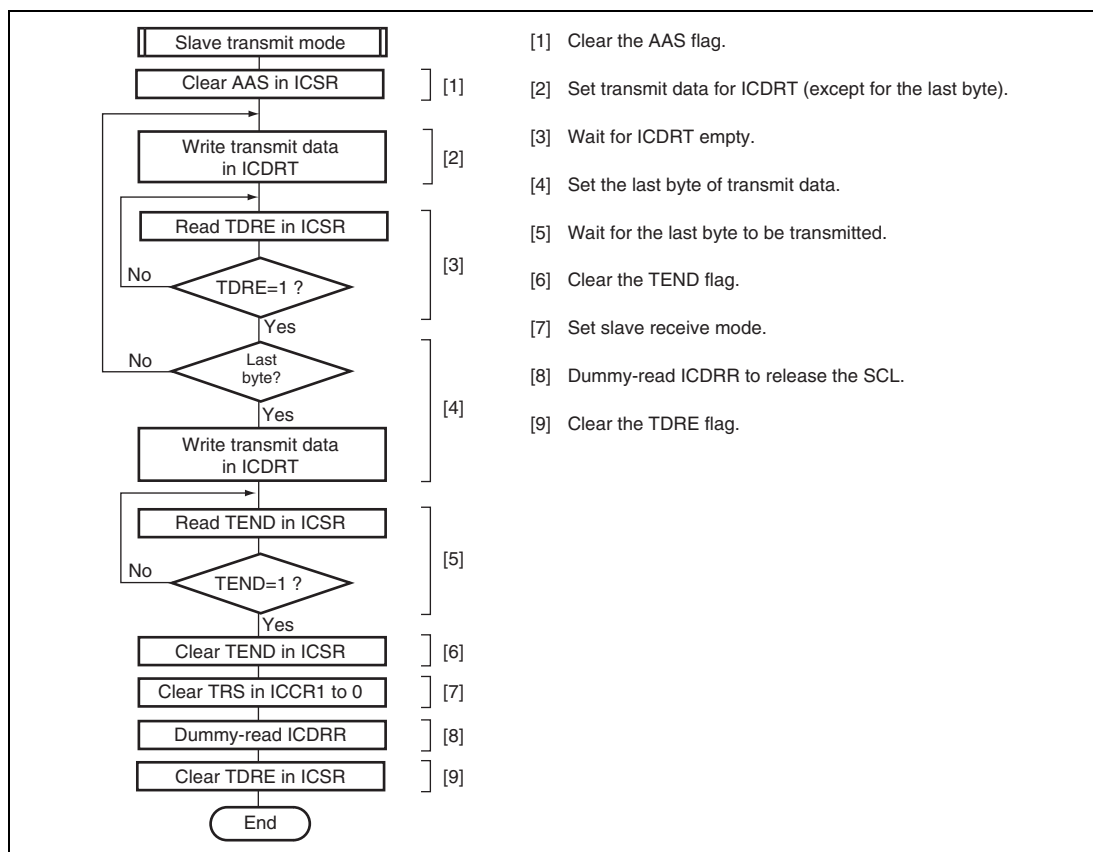 Slave transmit mode
Clear AAS in ICSR
[1]
Write transmit data
in ICDRT
[2]
Read TDRE in ICSR
No
TDRE=1 ?
[3]
Yes
No
Last
byte?
[4]
Yes
Write transmit data
in ICDRT
Read TEND in ICSR
No
TEND=1 ?
[5]
Yes
Clear TEND in ICSR
[6]
Clear TRS in ICCR1 to 0
[7]
Dummy-read ICDRR
[8]
Clear TDRE in ICSR
[9]
End
[1] Clear the AAS flag.
[2] Set transmit data for ICDRT (except for the last byte).
[3] Wait for ICDRT empty.
[4] Set the last byte of transmit data.
[5] Wait for the last byte to be transmitted.
[6] Clear the TEND flag.
[7] Set slave receive mode.
[8] Dummy-read ICDRR to release the SCL.
[9] Clear the TDRE flag.